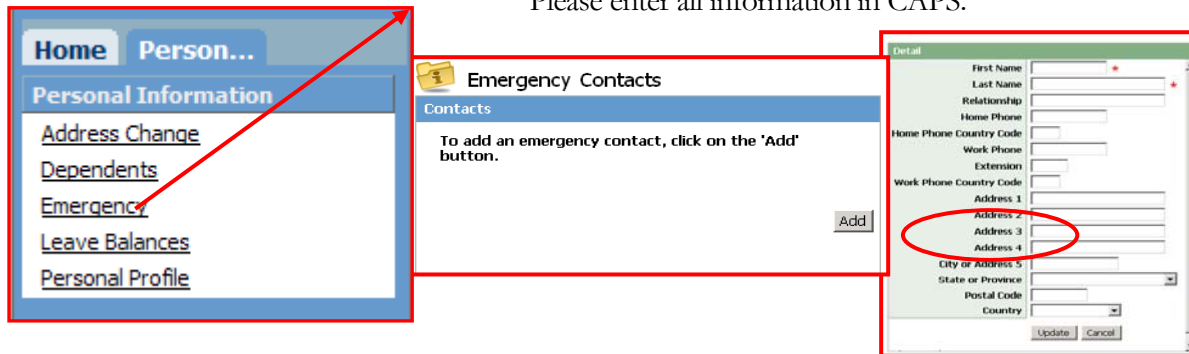 Please enter all information in CAPS.
Home Person...
Personal Information
Address Change
Dependents
Emergency
Leave Balances
Personal Profile
Emergency Contacts
Contacts
To add an emergency contact, click on the 'Add'
button.
Add
Detail
First Name *
Last Name *
Relationship
Home Phone
Home Phone Country Code
Work Phone
Extension
Work Phone Country Code
Address 1
Address 2
Address 3
Address 4
City or Address 5
State or Province
Postal Code
Country
Update Cancel